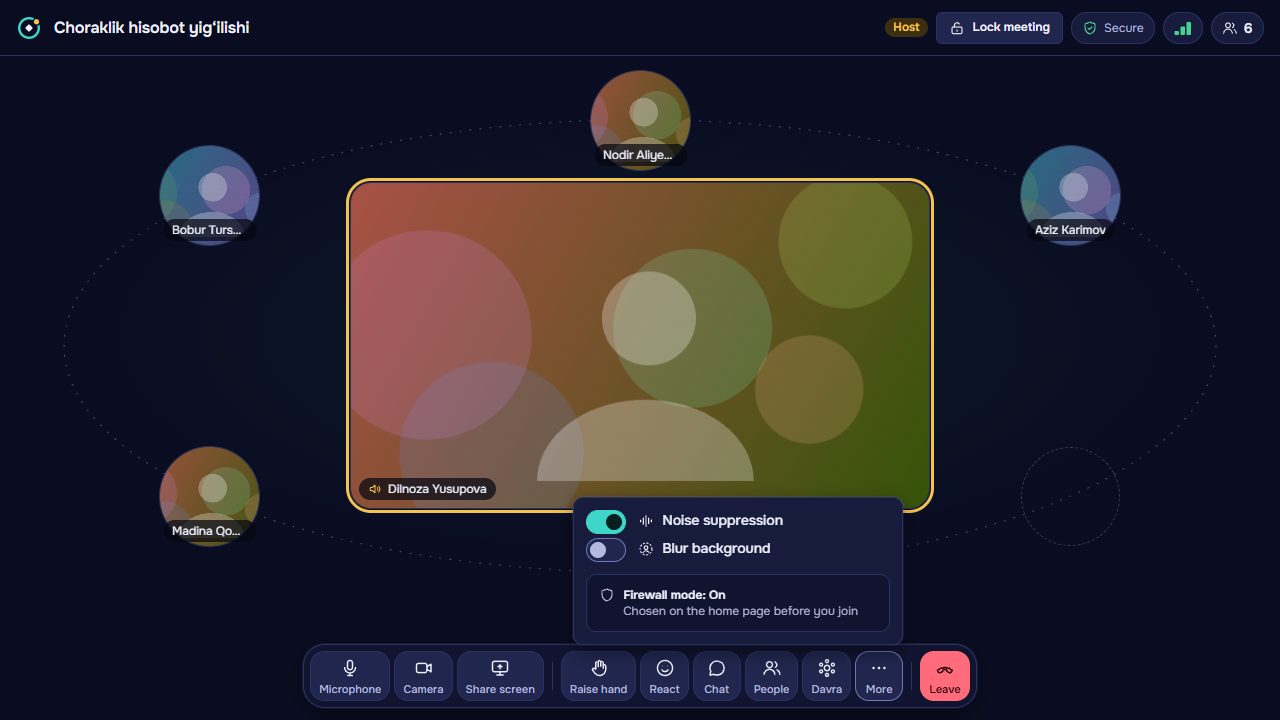 Choraklik hisobot yig‘ilishi
Host
Lock meeting
Secure
6
Nodir Aliye...
Bobur Turs...
Aziz Karimov
Dilnoza Yusupova
Madina Qo...
Noise suppression
Blur background
Firewall mode: On
Chosen on the home page before you join
Microphone
Camera
Share screen
Raise hand
React
Chat
People
Davra
More
Leave